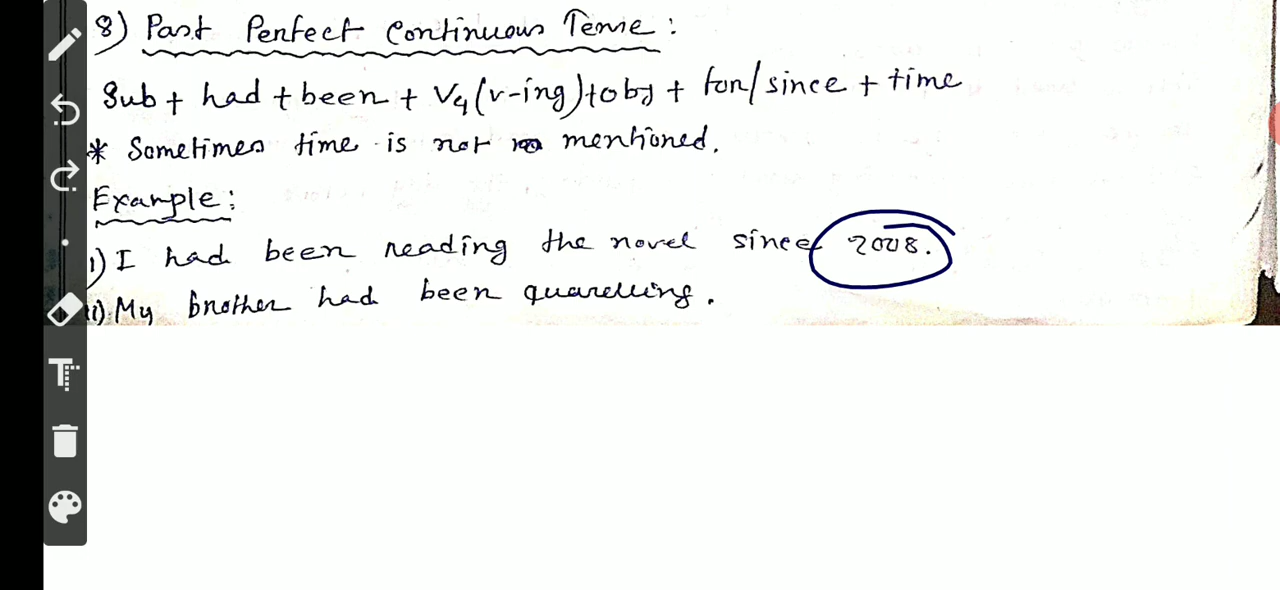 8) Past Perfect Continuous Tense :
Sub + had + been + V4 (v-ing) + obj + for/since + time
* Sometimes time is not mentioned.
Example :
i) I had been reading the novel since 2008.
ii) My brother had been quarelling.